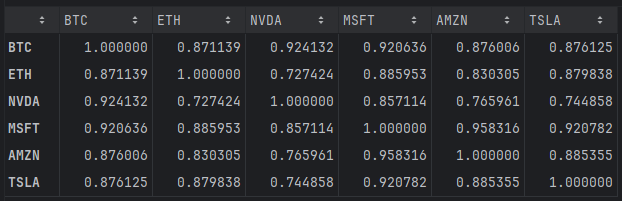 BTC ETH NVDA MSFT AMZN TSLA
BTC 1.000000 0.871139 0.924132 0.920636 0.876006 0.876125
ETH 0.871139 1.000000 0.727424 0.885953 0.830305 0.879838
NVDA 0.924132 0.727424 1.000000 0.857114 0.765961 0.744858
MSFT 0.920636 0.885953 0.857114 1.000000 0.958316 0.920782
AMZN 0.876006 0.830305 0.765961 0.958316 1.000000 0.885355
TSLA 0.876125 0.879838 0.744858 0.920782 0.885355 1.000000